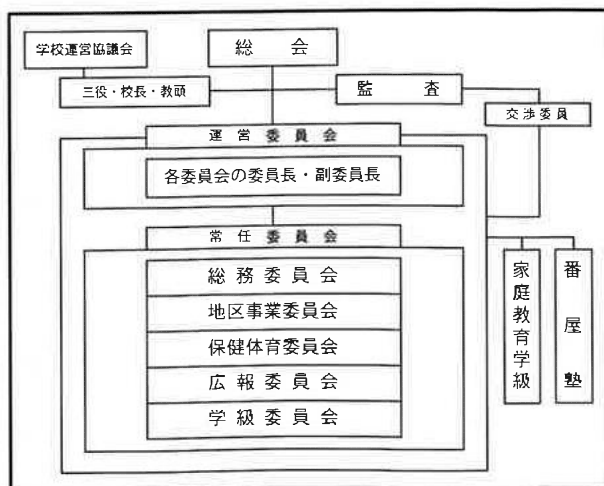 学校運営協議会
総会
三役・校長・教頭
監査
交渉委員
運営委員会
各委員会の委員長・副委員長
常任委員会
総務委員会
地区事業委員会
保健体育委員会
広報委員会
学級委員会
家庭教育学級
番屋塾